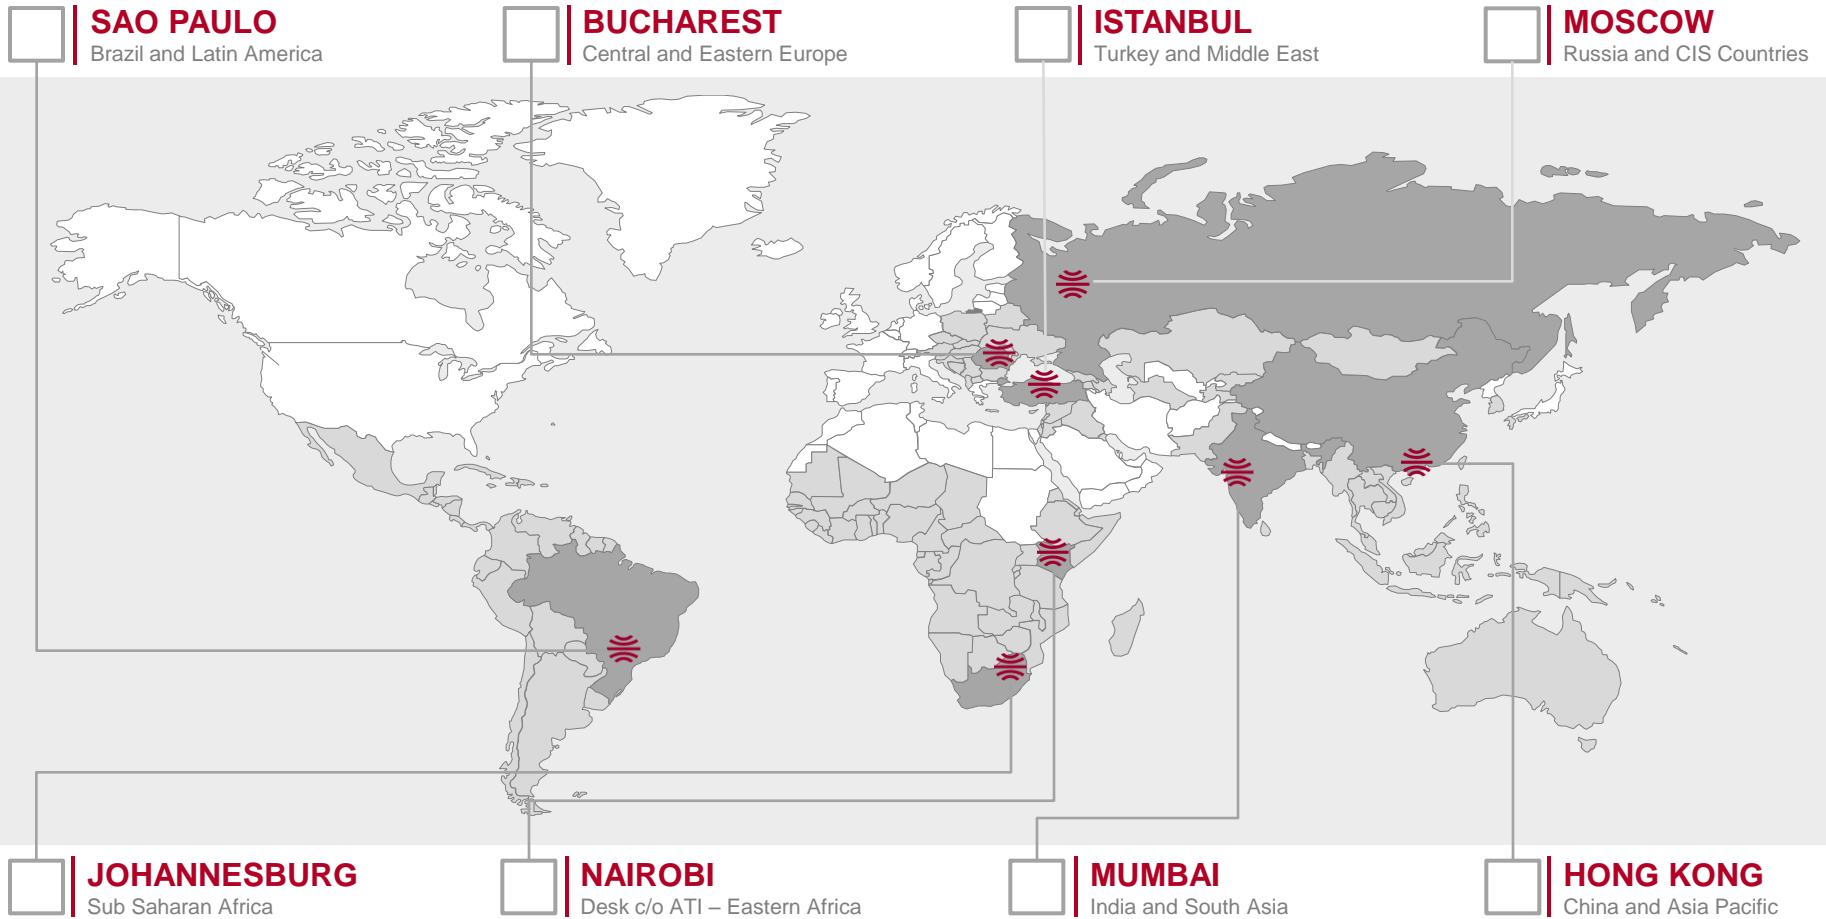 SAO PAULO
Brazil and Latin America
BUCHAREST
Central and Eastern Europe
ISTANBUL
Turkey and Middle East
MOSCOW
Russia and CIS Countries
JOHANNESBURG
Sub Saharan Africa
NAIROBI
Desk c/o ATI – Eastern Africa
MUMBAI
India and South Asia
HONG KONG
China and Asia Pacific